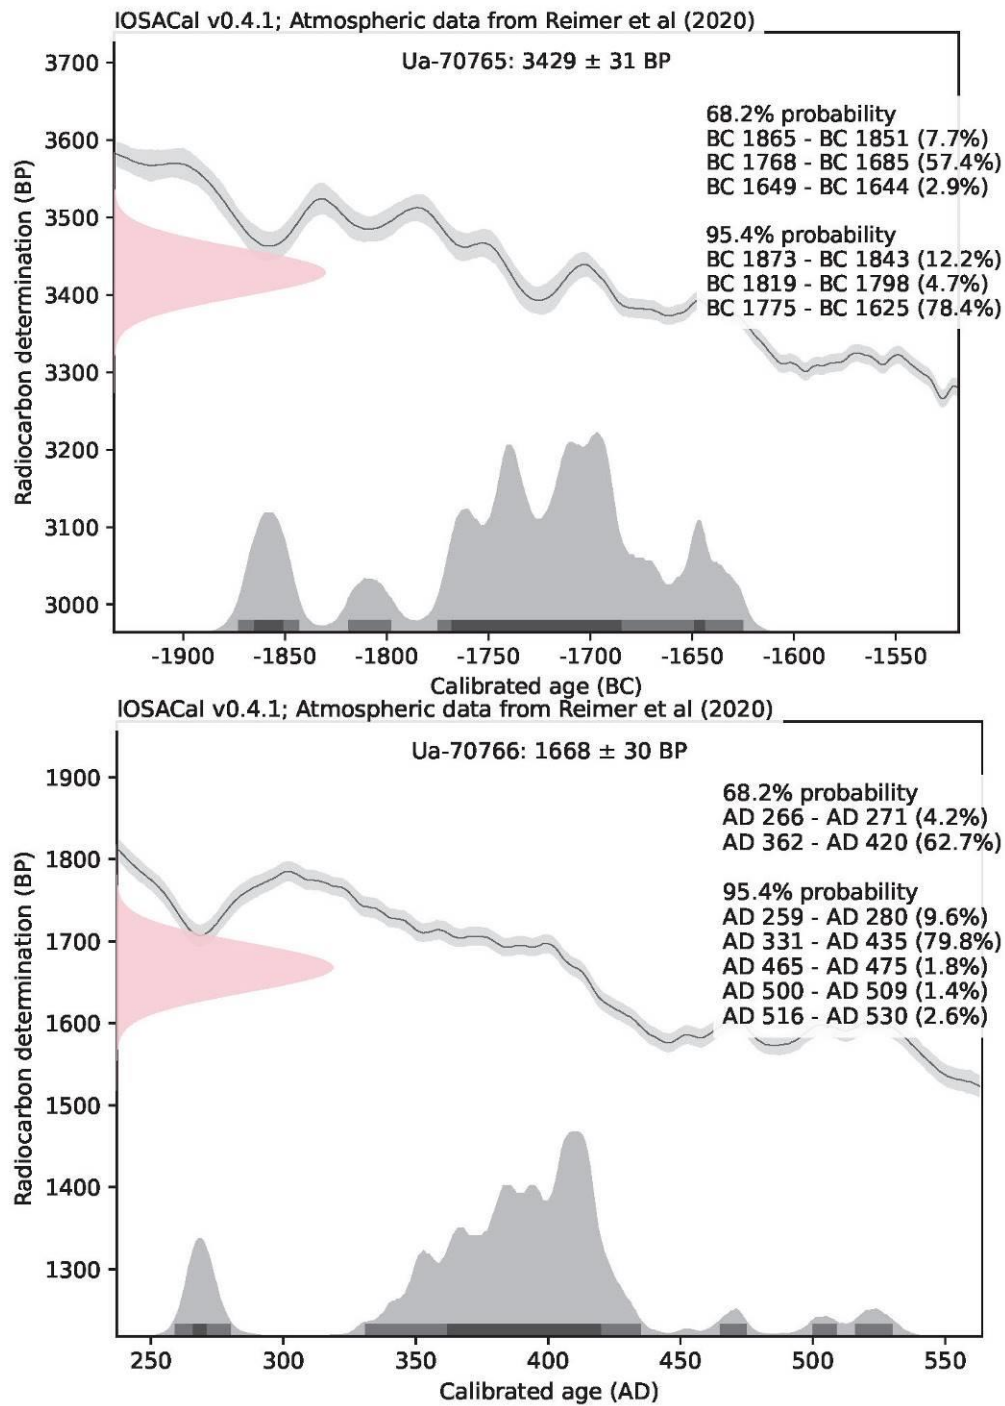 IOSACal v0.4.1; Atmospheric data from Reimer et al (2020)
Ua-70765: 3429 ± 31 BP
68.2% probability
BC 1865 - BC 1851 (7.7%)
BC 1768 - BC 1685 (57.4%)
BC 1649 - BC 1644 (2.9%)
95.4% probability
BC 1873 - BC 1843 (12.2%)
BC 1819 - BC 1798 (4.7%)
BC 1775 - BC 1625 (78.4%)
Radiocarbon determination (BP)
3700
3600
3500
3400
3300
3200
3100
3000
-1900 -1850 -1800 -1750 -1700 -1650 -1600 -1550
Calibrated age (BC)
IOSACal v0.4.1; Atmospheric data from Reimer et al (2020)
Ua-70766: 1668 ± 30 BP
68.2% probability
AD 266 - AD 271 (4.2%)
AD 362 - AD 420 (62.7%)
95.4% probability
AD 259 - AD 280 (9.6%)
AD 331 - AD 435 (79.8%)
AD 465 - AD 475 (1.8%)
AD 500 - AD 509 (1.4%)
AD 516 - AD 530 (2.6%)
Radiocarbon determination (BP)
1900
1800
1700
1600
1500
1400
1300
250 300 350 400 450 500 550
Calibrated age (AD)